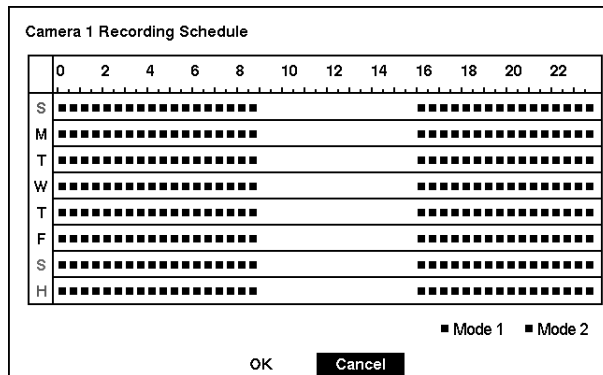 Camera 1 Recording Schedule
0 2 4 6 8 10 12 14 16 18 20 22
S
M
T
W
T
F
S
H
Mode 1 Mode 2
OK Cancel